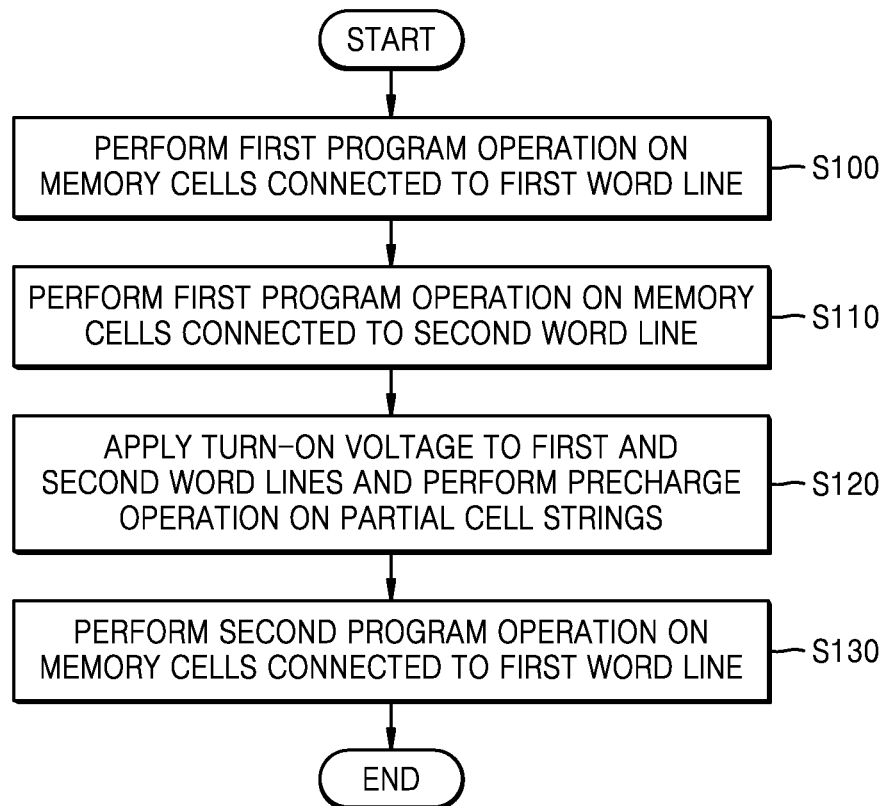 START
PERFORM FIRST PROGRAM OPERATION ON
MEMORY CELLS CONNECTED TO FIRST WORD LINE
S100
PERFORM FIRST PROGRAM OPERATION ON MEMORY
CELLS CONNECTED TO SECOND WORD LINE
S110
APPLY TURN-ON VOLTAGE TO FIRST AND
SECOND WORD LINES AND PERFORM PRECHARGE
OPERATION ON PARTIAL CELL STRINGS
S120
PERFORM SECOND PROGRAM OPERATION ON
MEMORY CELLS CONNECTED TO FIRST WORD LINE
S130
END